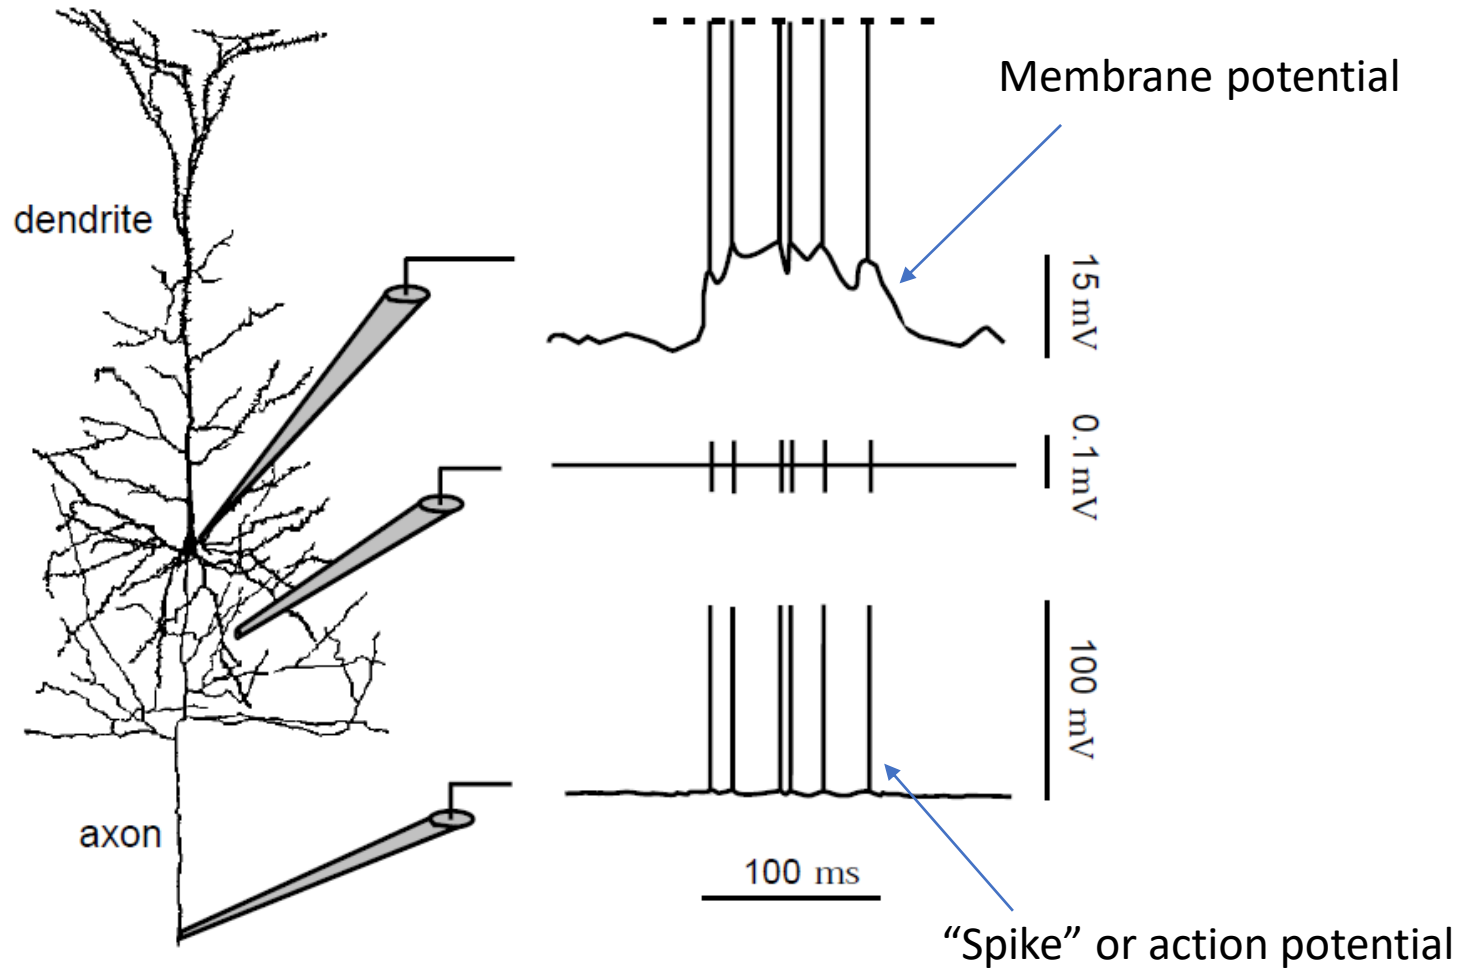 Membrane potential
dendrite
15 mV
0.1 mV
100 mV
axon
100 ms
“Spike” or action potential